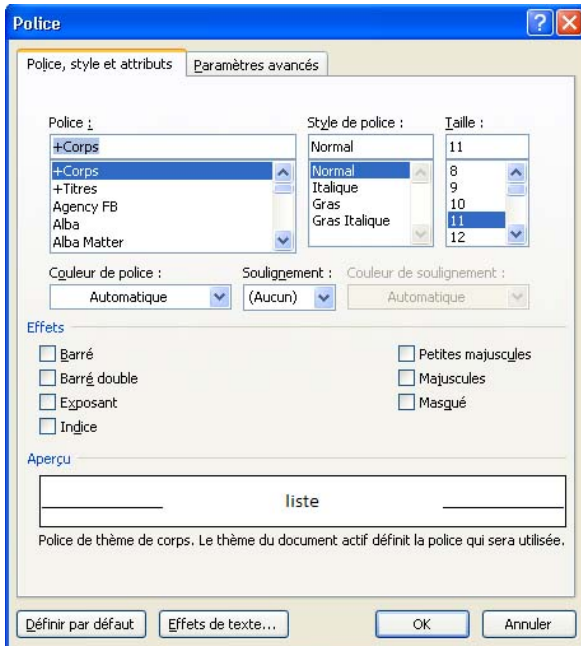 Police
Police, style et attributs Paramètres avancés
Police : Style de police : Taille :
+Corps Normal 11
+Corps Normal 8
+Titres Italique 9
Agency FB Gras 10
Alba Gras Italique 11
Alba Matter 12
Couleur de police : Soulignement : Couleur de soulignement :
Automatique (Aucun) Automatique
Effets
Barré Petites majuscules
Barré double Majuscules
Exposant Masqué
Indice
Aperçu
liste
Police de thème de corps. Le thème du document actif définit la police qui sera utilisée.
Définir par défaut Effets de texte... OK Annuler